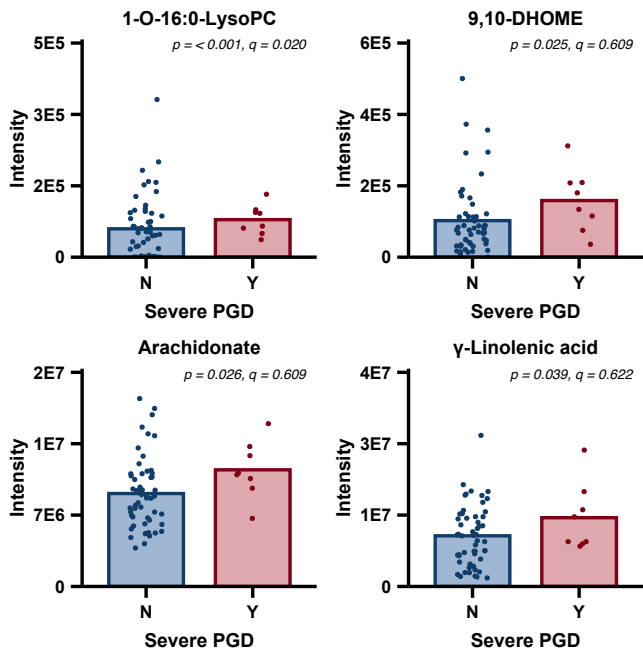 1-O-16:0-LysoPC
p = < 0.001, q = 0.020
5E5
3E5
2E5
0
Intensity
N Y
Severe PGD
9,10-DHOME
p = 0.025, q = 0.609
6E5
4E5
2E5
0
Intensity
N Y
Severe PGD
Arachidonate
p = 0.026, q = 0.609
2E7
1E7
7E6
0
Intensity
N Y
Severe PGD
γ-Linolenic acid
p = 0.039, q = 0.622
4E7
3E7
1E7
0
Intensity
N Y
Severe PGD